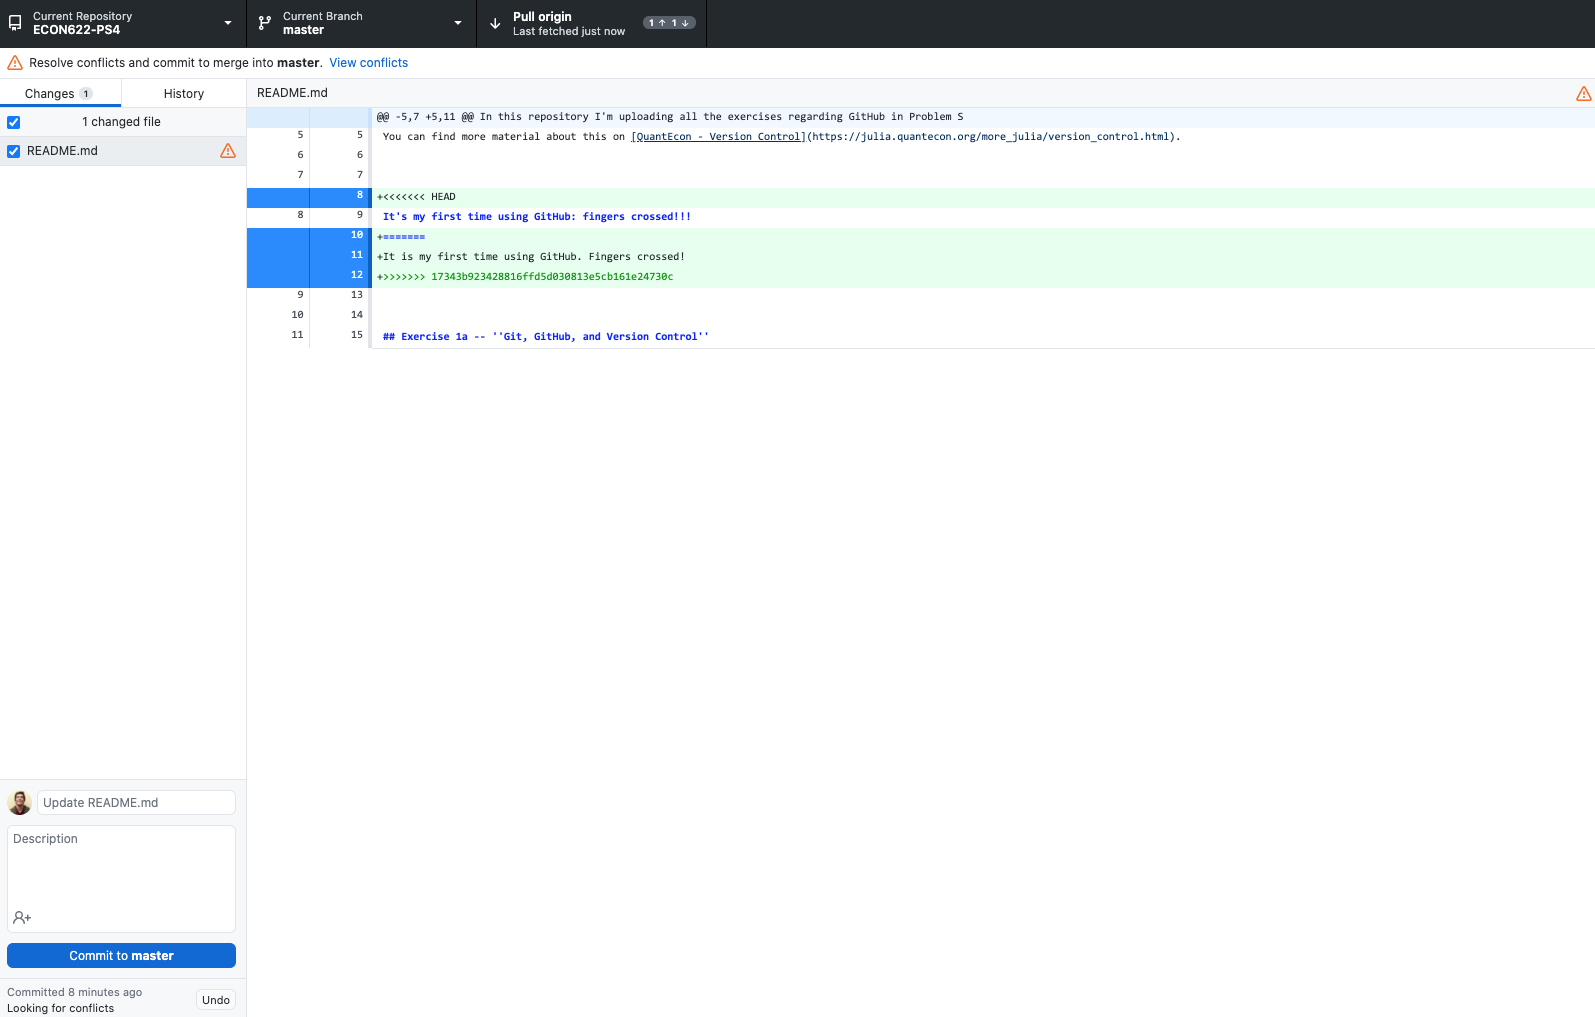 Current Repository
ECON622-PS4
Current Branch
master
Pull origin
Last fetched just now
1 ↑ 1 ↓
Resolve conflicts and commit to merge into master. View conflicts
Changes 1
History
README.md
1 changed file
README.md
@@ -5,7 +5,11 @@ In this repository I'm uploading all the exercises regarding GitHub in Problem S
5 5 You can find more material about this on [QuantEcon - Version Control](https://julia.quantecon.org/more_julia/version_control.html).
6 6
7 7
8 +<<<<<<< HEAD
8 9 It's my first time using GitHub: fingers crossed!!!
10 +=======
11 +It is my first time using GitHub. Fingers crossed!
12 +>>>>>>> 17343b923428816ffd5d030813e5cb161e24730c
9 13
10 14
11 15 ## Exercise 1a -- ''Git, GitHub, and Version Control''
Update README.md
Description
Commit to master
Committed 8 minutes ago
Looking for conflicts
Undo